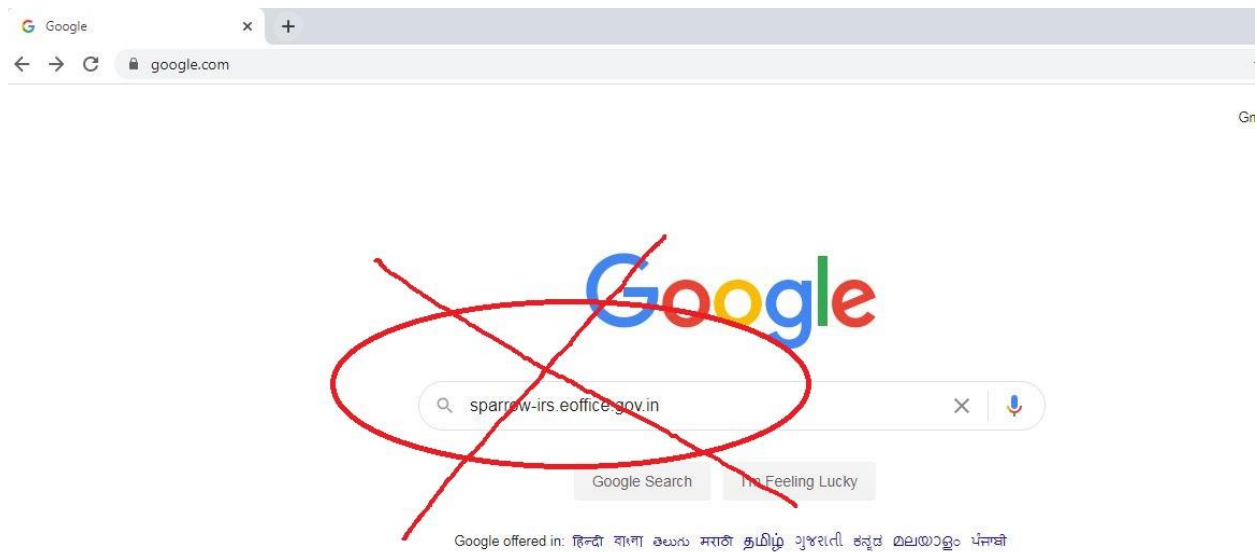 Google
google.com
Gm
Google
sparrow-irs.eoffice.gov.in
Google Search
I'm Feeling Lucky
Google offered in: हिन्दी বাংলা తెలుగు मराठी தமிழ் ગુજરાતી ಕನ್ನಡ മലയാളം ਪੰਜਾਬੀ